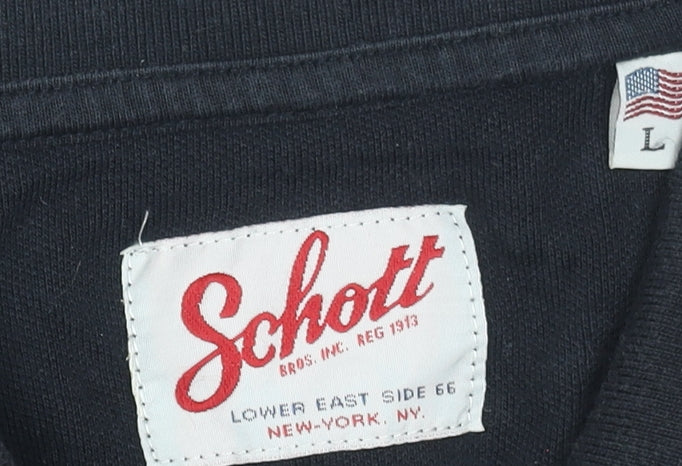 L
Schott
BROS. INC. REG 1913
LOWER EAST SIDE 66
NEW-YORK. NY.